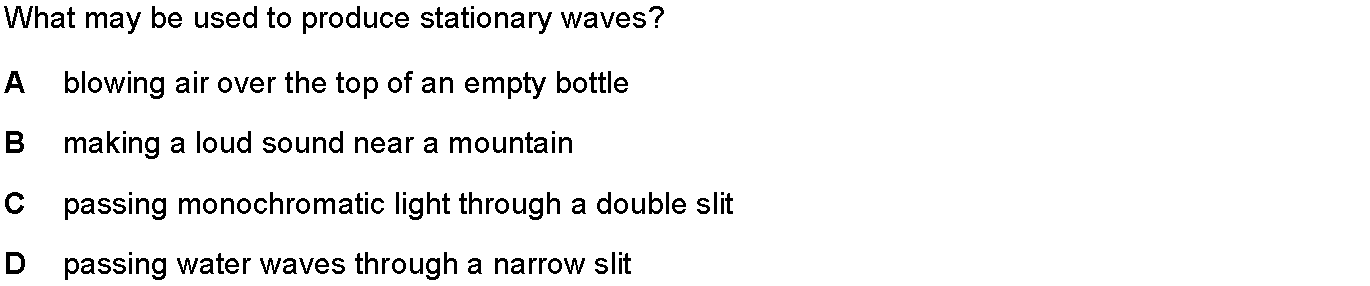 What may be used to produce stationary waves?
A blowing air over the top of an empty bottle
B making a loud sound near a mountain
C passing monochromatic light through a double slit
D passing water waves through a narrow slit